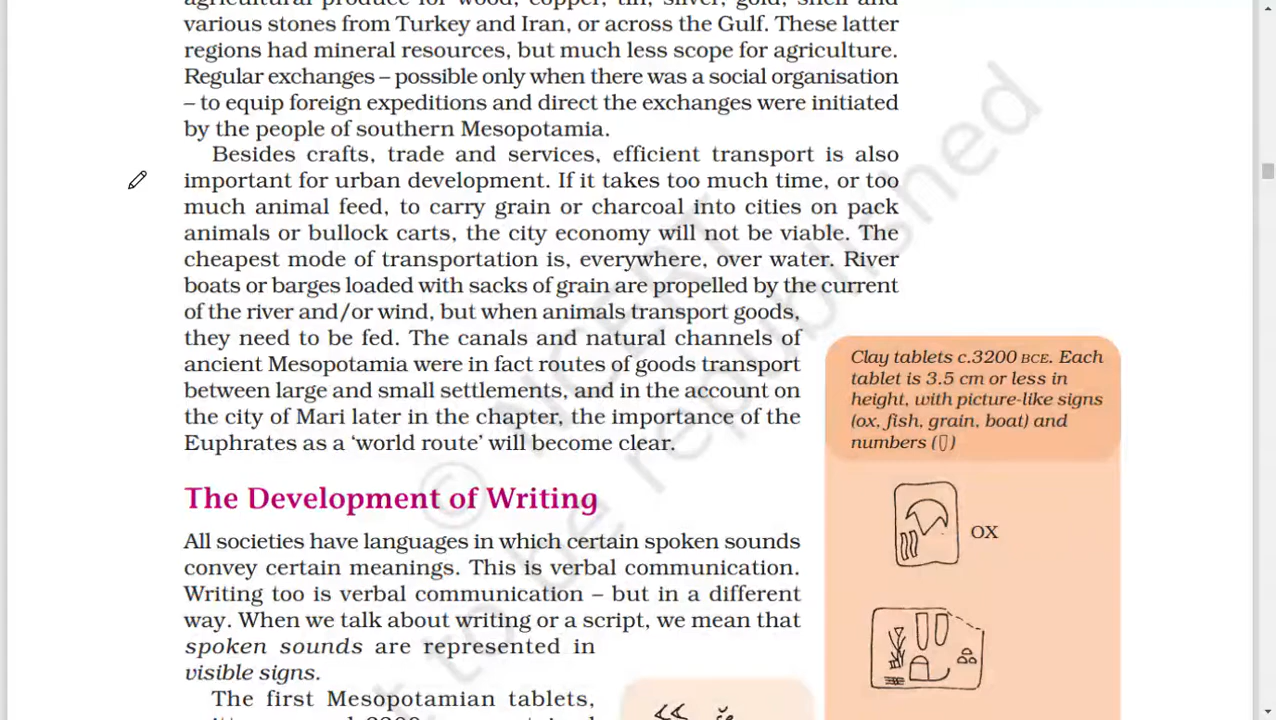 various stones from Turkey and Iran, or across the Gulf. These latter
regions had mineral resources, but much less scope for agriculture.
Regular exchanges – possible only when there was a social organisation
– to equip foreign expeditions and direct the exchanges were initiated
by the people of southern Mesopotamia.
Besides crafts, trade and services, efficient transport is also
important for urban development. If it takes too much time, or too
much animal feed, to carry grain or charcoal into cities on pack
animals or bullock carts, the city economy will not be viable. The
cheapest mode of transportation is, everywhere, over water. River
boats or barges loaded with sacks of grain are propelled by the current
of the river and/or wind, but when animals transport goods,
they need to be fed. The canals and natural channels of
ancient Mesopotamia were in fact routes of goods transport
between large and small settlements, and in the account on
the city of Mari later in the chapter, the importance of the
Euphrates as a ‘world route’ will become clear.
The Development of Writing
All societies have languages in which certain spoken sounds
convey certain meanings. This is verbal communication.
Writing too is verbal communication – but in a different
way. When we talk about writing or a script, we mean that
spoken sounds are represented in
visible signs.
The first Mesopotamian tablets,
Clay tablets c.3200 BCE. Each
tablet is 3.5 cm or less in
height, with picture-like signs
(ox, fish, grain, boat) and
numbers ()
OX
© NCERT
not to be republished